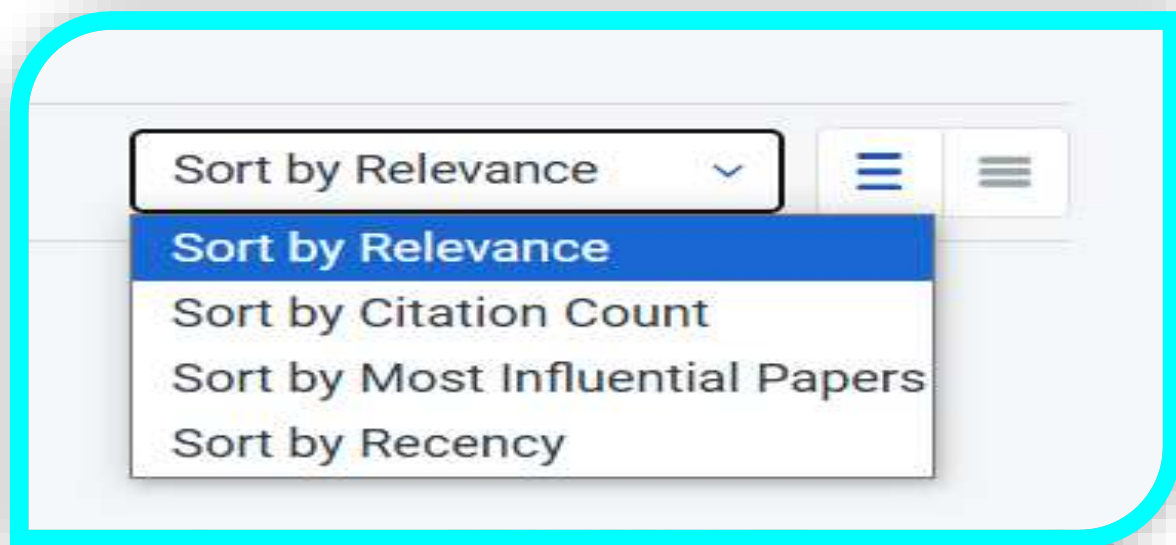 Sort by Relevance
Sort by Relevance
Sort by Citation Count
Sort by Most Influential Papers
Sort by Recency